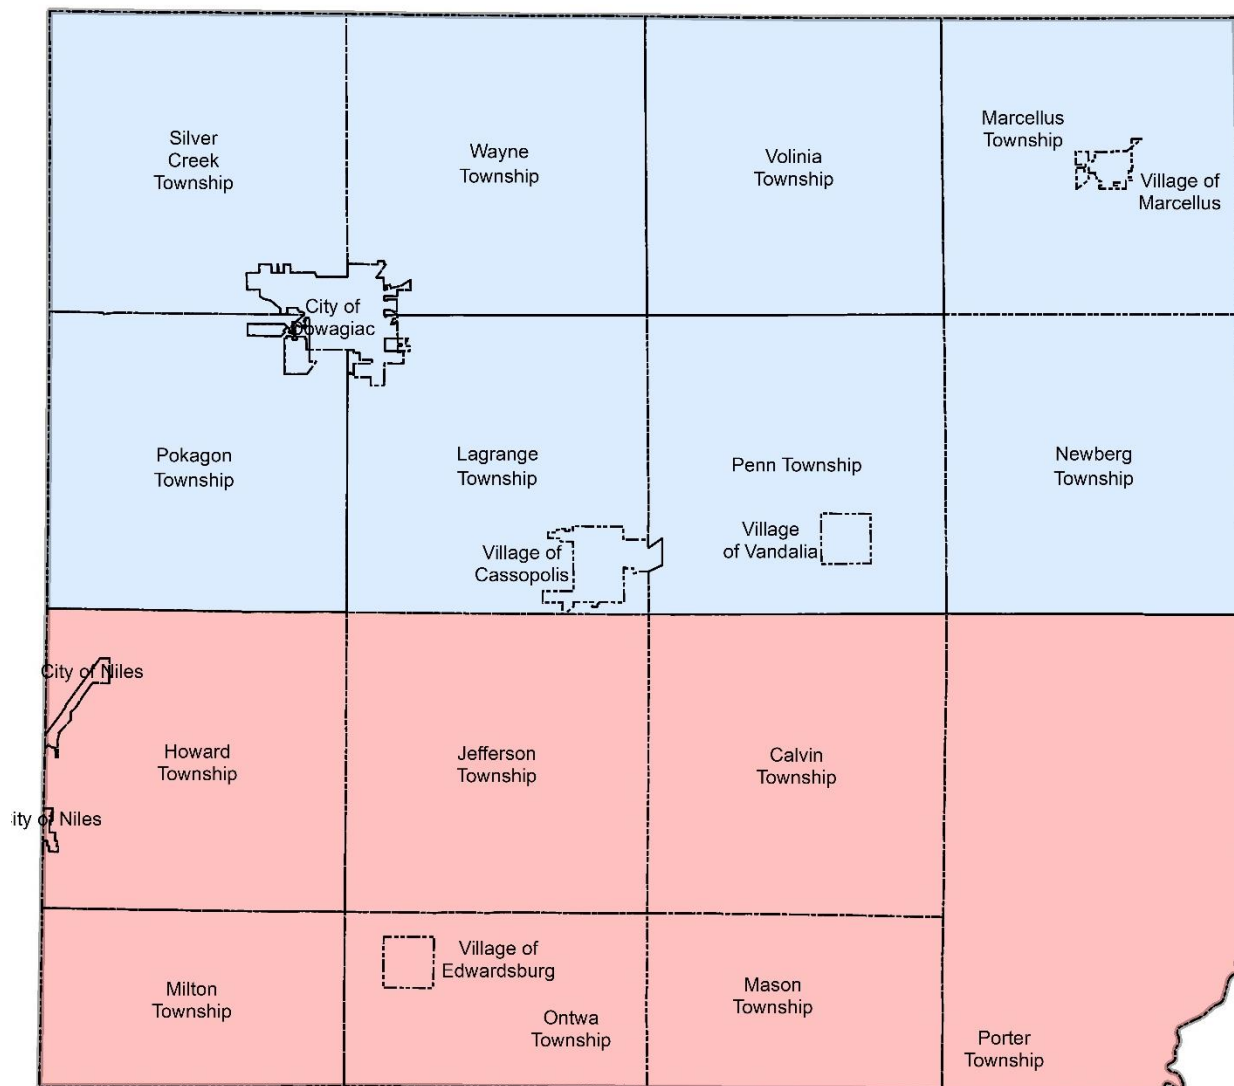 Silver
Creek
Township
Wayne
Township
Volinia
Township
Marcellus
Township
Village of
Marcellus
City of
Dowagiac
Pokagon
Township
Lagrange
Township
Penn Township
Newberg
Township
Village of
Cassopolis
Village
of Vandalia
City of Niles
Howard
Township
Jefferson
Township
Calvin
Township
ity of Niles
Milton
Township
Village of
Edwardsburg
Ontwa
Township
Mason
Township
Porter
Township